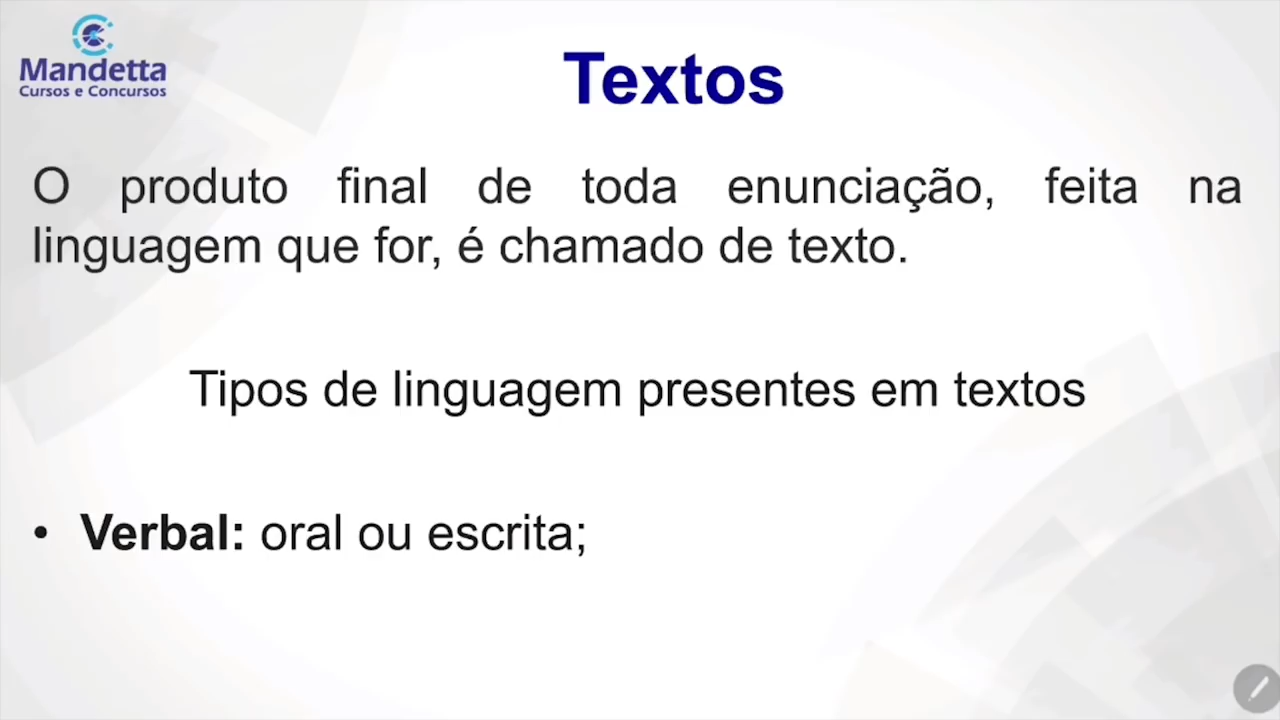 Mandetta
Cursos e Concursos
Textos
O produto final de toda enunciação, feita na
linguagem que for, é chamado de texto.
Tipos de linguagem presentes em textos
• Verbal: oral ou escrita;